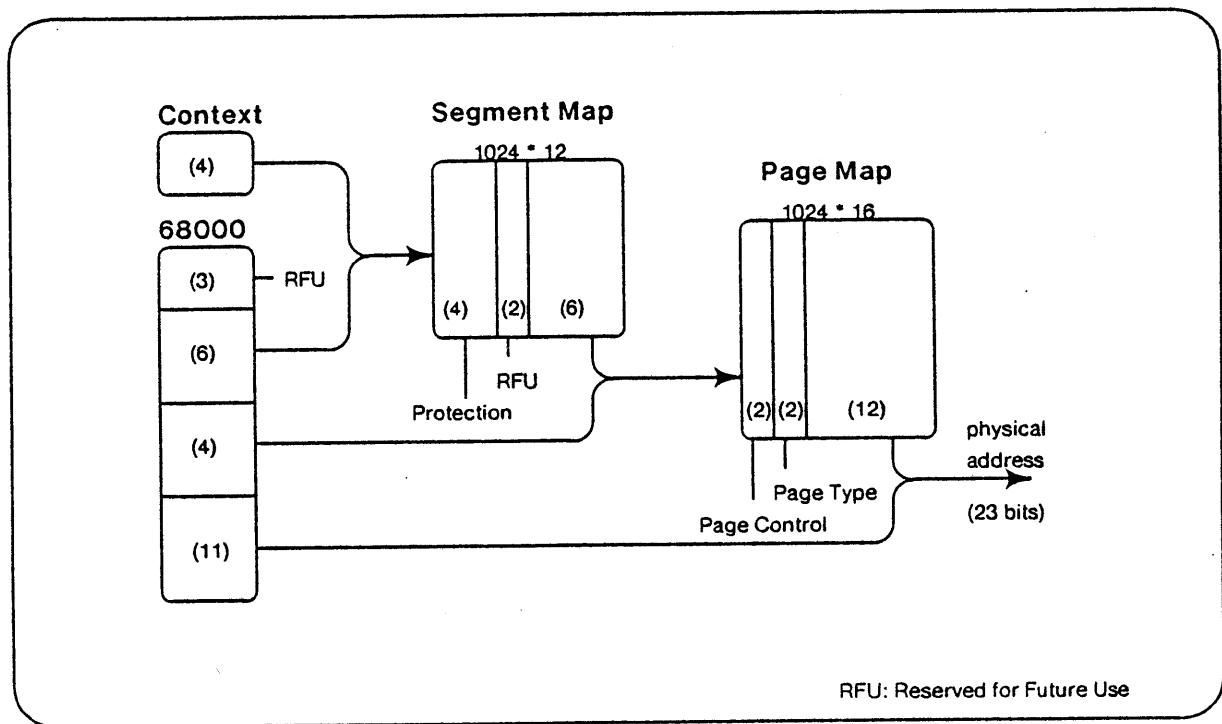 Context
(4)
68000
(3)
RFU
(6)
(4)
(11)
Segment Map
1024 * 12
(4)
(2)
(6)
RFU
Protection
Page Map
1024 * 16
(2)
(2)
(12)
Page Type
Page Control
physical
address
(23 bits)
RFU: Reserved for Future Use